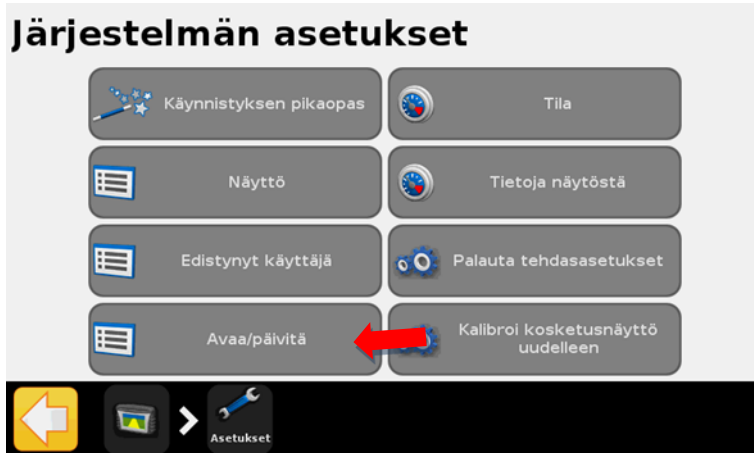 Järjestelmän asetukset
Käynnistyksen pikaopas
Tila
Näyttö
Tietoja näytöstä
Edistynyt käyttäjä
Palauta tehdasasetukset
Avaa/päivitä
Kalibroi kosketusnäyttö
uudelleen
Asetukset